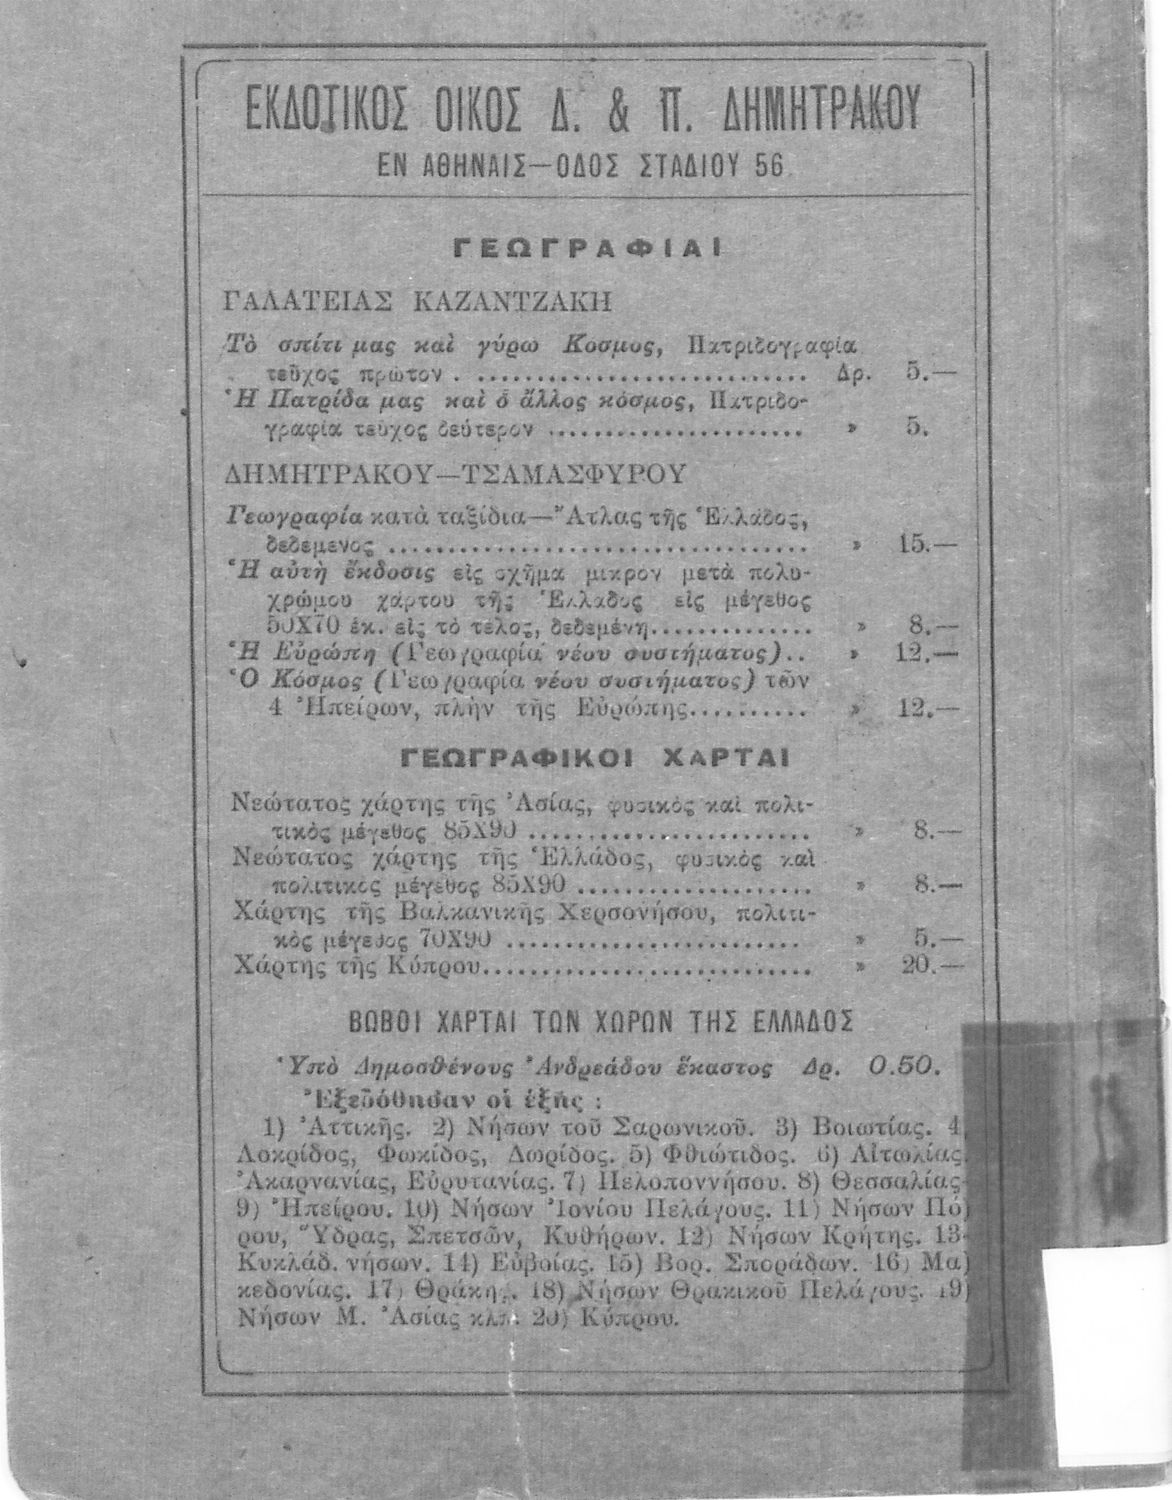 ΕΚΔΟΤΙΚΟΣ ΟΙΚΟΣ Δ. & Π. ΔΗΜΗΤΡΑΚΟΥ
ΕΝ ΑΘΗΝΑΙΣ—ΟΔΟΣ ΣΤΑΔΙΟΥ 56
ΓΕΩΓΡΑΦΙΑΙ
ΓΑΛΑΤΕΙΑΣ ΚΑΖΑΝΤΖΑΚΗ
Τὸ σπίτι μας καὶ γύρω Κοσμος, Πατριδογραφία
τεῦχος πρῶτον . .............................. Δρ. 5.—
Ἡ Πατρίδα μας καὶ ὁ ἄλλος κόσμος, Πατριδο-
γραφία τεῦχος δεύτερον ...................... » 5.
ΔΗΜΗΤΡΑΚΟΥ—ΤΣΑΜΑΣΦΥΡΟΥ
Γεωγραφία κατὰ ταξίδια—Ἄτλας τῆς Ἑλλάδος,
δεδεμενος .................................... » 15.—
Ἡ αὐτὴ ἔκδοσις εἰς σχῆμα μικρον μετὰ πολυ-
χρώμου χάρτου τῆς Ἑλλαδος εἰς μέγεθος
50Χ70 ἑκ. εἰς τὸ τελος, δεδεμένη.............. » 8.—
Ἡ Εὐρώπη (Γεωγραφία νέου συστήματος).. » 12.—
Ὁ Κόσμος (Γεωγραφία νέου συστήματος) τῶν
4 Ἠπείρων, πλὴν τῆς Εὐρώπης.......... » 12.—
ΓΕΩΓΡΑΦΙΚΟΙ ΧΑΡΤΑΙ
Νεώτατος χάρτης τῆς Ἀσίας, φυσικὸς καὶ πολι-
τικὸς μέγεθος 85Χ90 ......................... » 8.—
Νεώτατος χάρτης τῆς Ἑλλάδος, φυσικὸς καὶ
πολιτικὸς μέγεθος 85Χ90 ..................... » 8.—
Χάρτης τῆς Βαλκανικῆς Χερσονήσου, πολιτι-
κὸς μέγεθος 70Χ90 .......................... » 5.—
Χάρτης τῆς Κύπρου............................. » 20.—
ΒΩΒΟΙ ΧΑΡΤΑΙ ΤΩΝ ΧΩΡΩΝ ΤΗΣ ΕΛΛΑΔΟΣ
Ὑπὸ Δημοσθένους Ἀνδρεάδου ἕκαστος Δρ. 0.50.
Ἐξεδόθησαν οἱ ἑξῆς :
1) Ἀττικῆς. 2) Νήσων τοῦ Σαρωνικοῦ. 3) Βοιωτίας. 4
Λοκρίδος, Φωκίδος, Δωρίδος. 5) Φθιώτιδος. 6) Αἰτωλίας
Ἀκαρνανίας, Εὐρυτανίας. 7) Πελοποννήσου. 8) Θεσσαλίας
9) Ἠπείρου. 10) Νήσων Ἰονίου Πελάγους. 11) Νήσων Πό)
ρου, Ὕδρας, Σπετσῶν, Κυθήρων. 12) Νήσων Κρήτης. 13-
Κυκλάδ. νήσων. 14) Εὐβοίας. 15) Βορ. Σποράδων. 16) Μα)
κεδονίας. 17) Θράκης. 18) Νήσων Θρακικοῦ Πελάγους. 19)
Νήσων Μ. Ἀσίας κλπ. 20) Κύπρου.